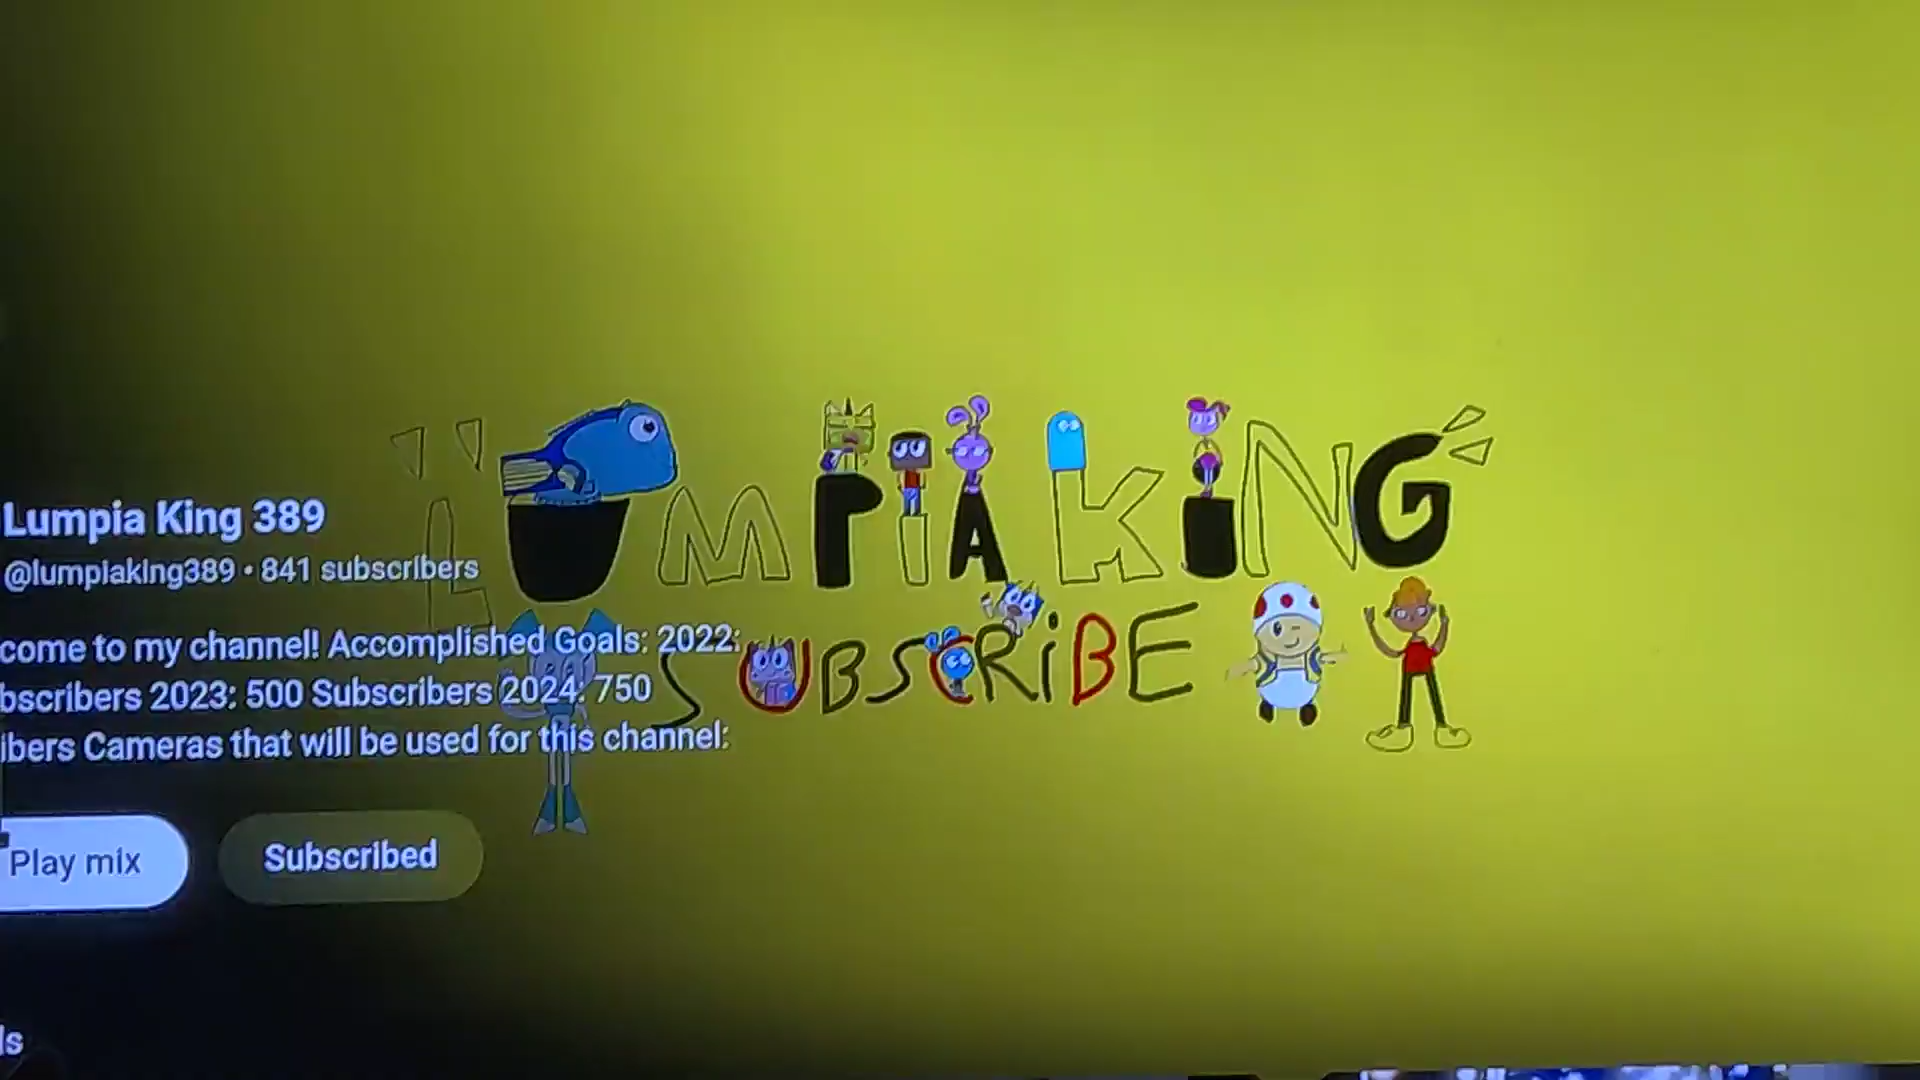 LUMPIA KING
Lumpia King 389
@lumpiaking389 • 841 subscribers
SUBSCRIBE
come to my channel! Accomplished Goals: 2022:
bscribers 2023: 500 Subscribers 2024: 750
ibers Cameras that will be used for this channel:
Play mix
Subscribed
ls